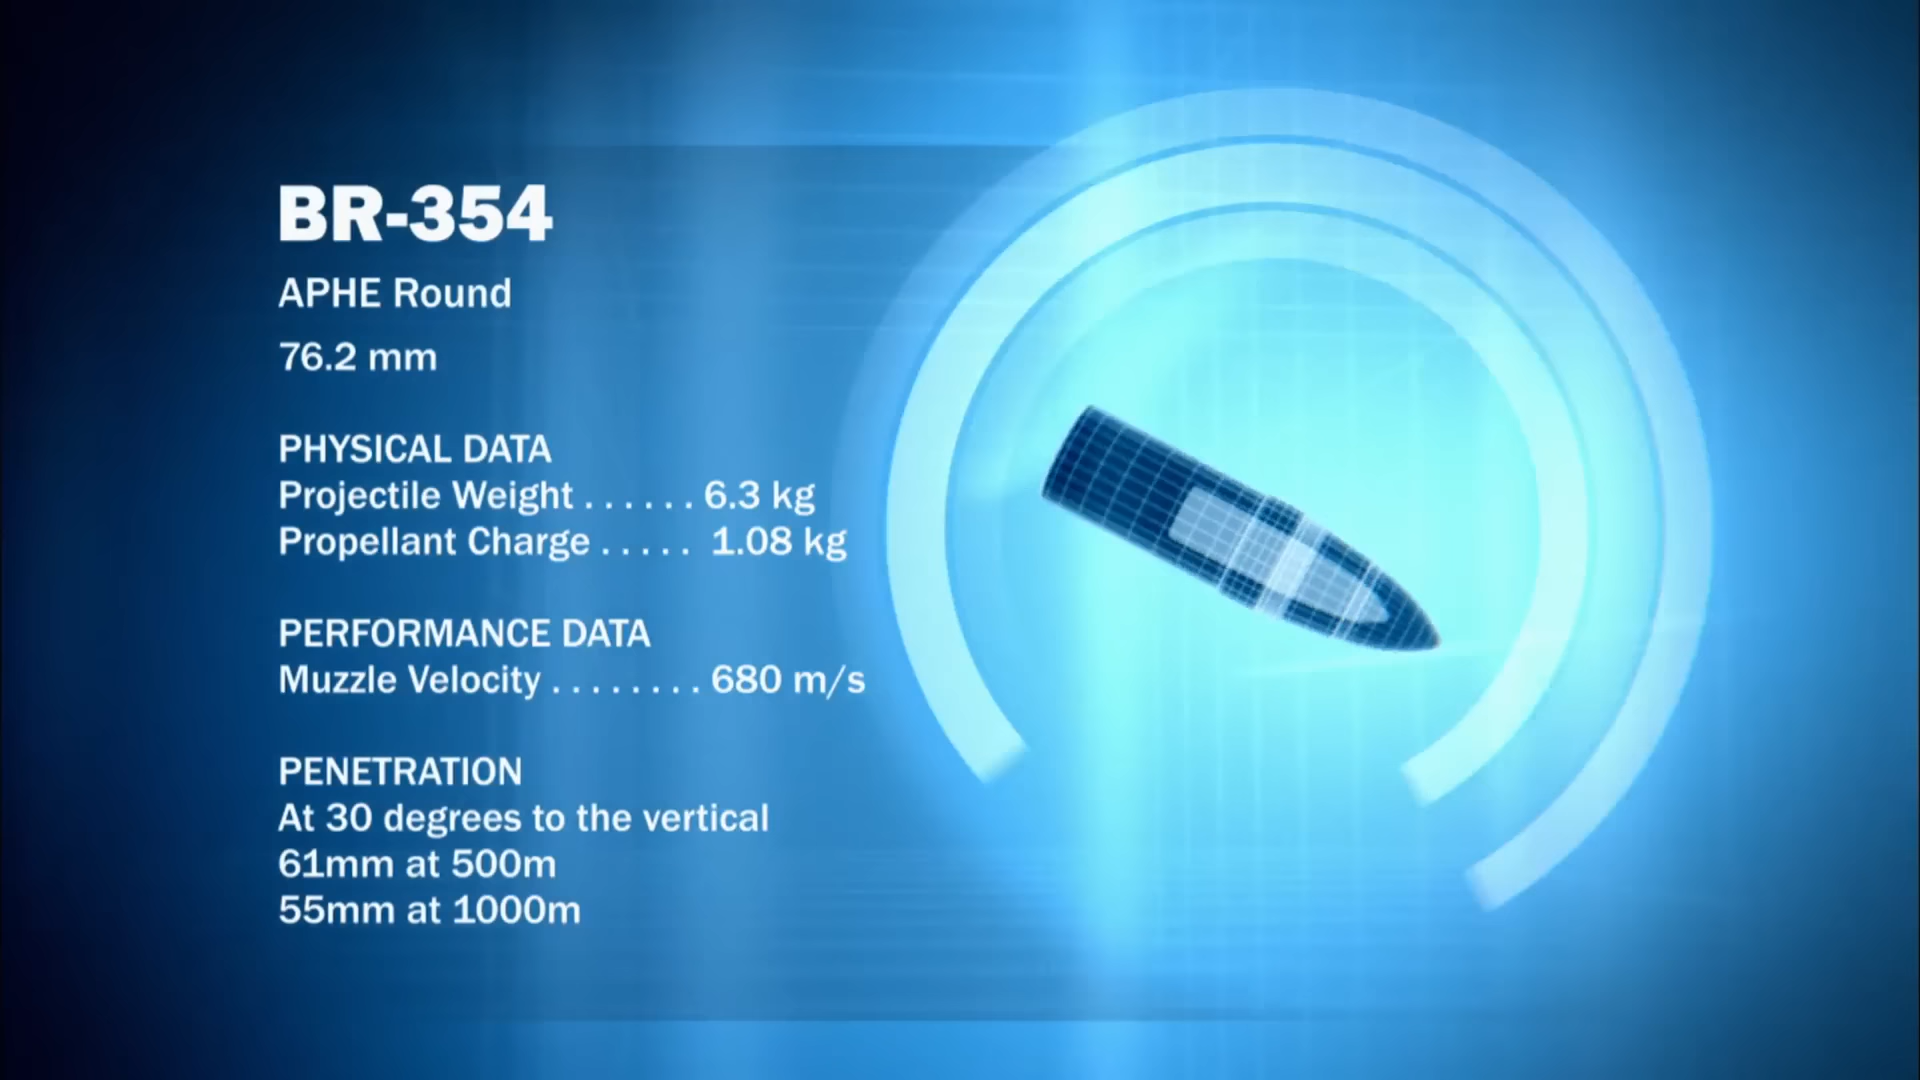 BR-354
APHE Round
76.2 mm
PHYSICAL DATA
Projectile Weight . . . . . . 6.3 kg
Propellant Charge . . . . . 1.08 kg
PERFORMANCE DATA
Muzzle Velocity . . . . . . . . 680 m/s
PENETRATION
At 30 degrees to the vertical
61mm at 500m
55mm at 1000m